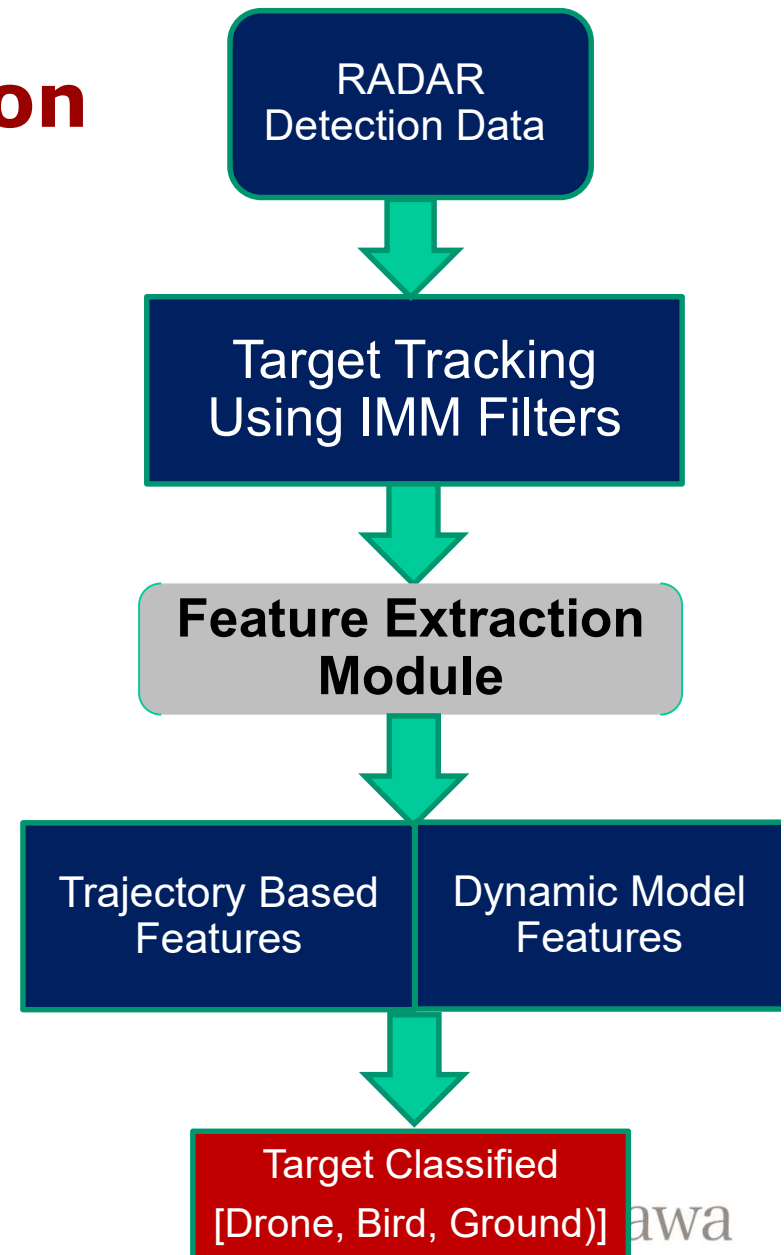 on
RADAR
Detection Data
Target Tracking
Using IMM Filters
Feature Extraction
Module
Trajectory Based
Features
Dynamic Model
Features
Target Classified
[Drone, Bird, Ground)]
awa